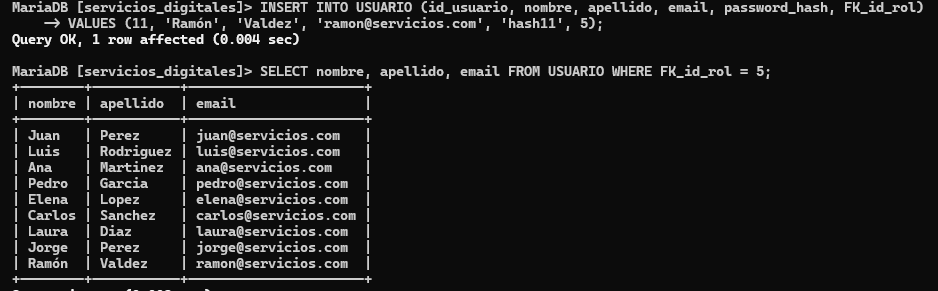 MariaDB [servicios_digitales]> INSERT INTO USUARIO (id_usuario, nombre, apellido, email, password_hash, FK_id_rol)
    -> VALUES (11, 'Ramón', 'Valdez', 'ramon@servicios.com', 'hash11', 5);
Query OK, 1 row affected (0.004 sec)
MariaDB [servicios_digitales]> SELECT nombre, apellido, email FROM USUARIO WHERE FK_id_rol = 5;
| nombre | apellido | email |
| Juan | Perez | juan@servicios.com |
| Luis | Rodriguez | luis@servicios.com |
| Ana | Martinez | ana@servicios.com |
| Pedro | Garcia | pedro@servicios.com |
| Elena | Lopez | elena@servicios.com |
| Carlos | Sanchez | carlos@servicios.com |
| Laura | Diaz | laura@servicios.com |
| Jorge | Perez | jorge@servicios.com |
| Ramón | Valdez | ramon@servicios.com |